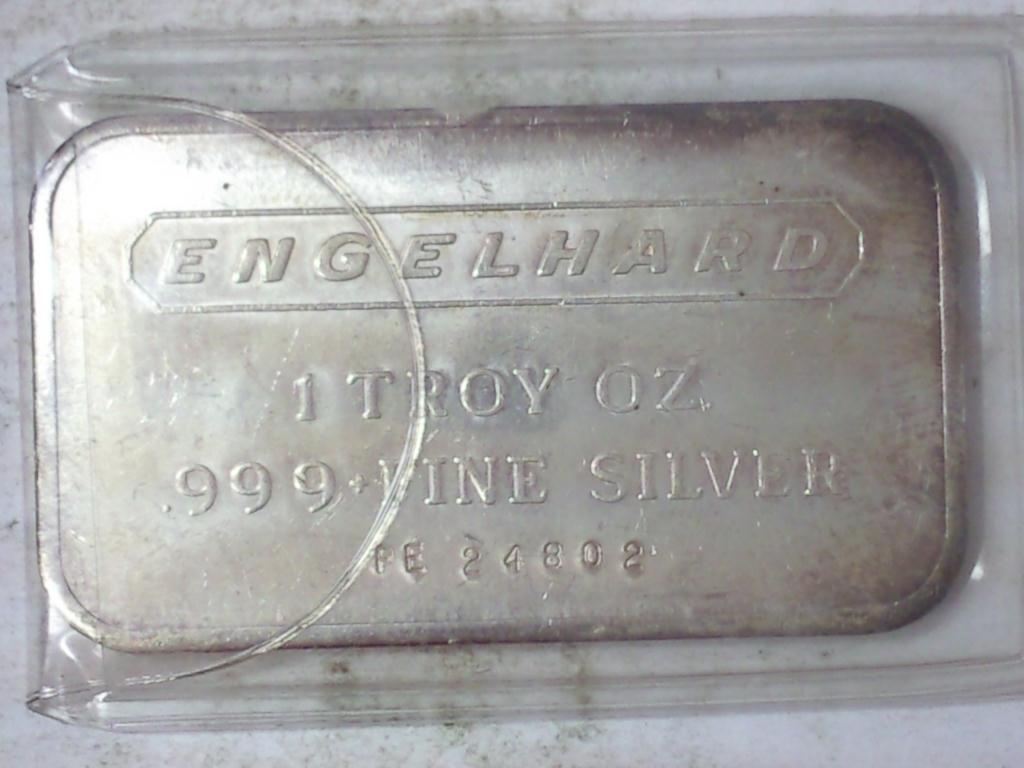 ENGELHARD
1 TROY OZ
.999+ FINE SILVER
PE 24802